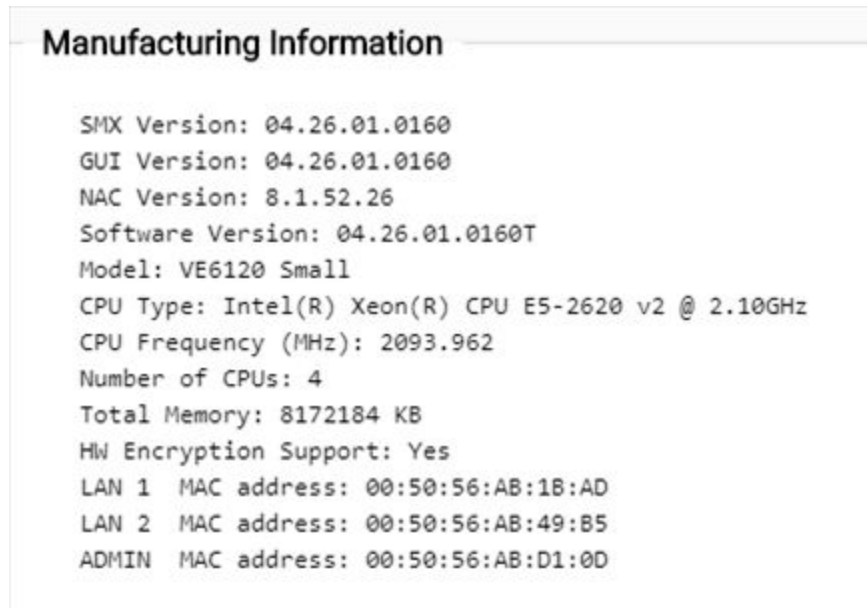 Manufacturing Information
SMX Version: 04.26.01.0160
GUI Version: 04.26.01.0160
NAC Version: 8.1.52.26
Software Version: 04.26.01.0160T
Model: VE6120 Small
CPU Type: Intel(R) Xeon(R) CPU E5-2620 v2 @ 2.10GHz
CPU Frequency (MHz): 2093.962
Number of CPUs: 4
Total Memory: 8172184 KB
HW Encryption Support: Yes
LAN 1  MAC address: 00:50:56:AB:1B:AD
LAN 2  MAC address: 00:50:56:AB:49:B5
ADMIN  MAC address: 00:50:56:AB:D1:0D